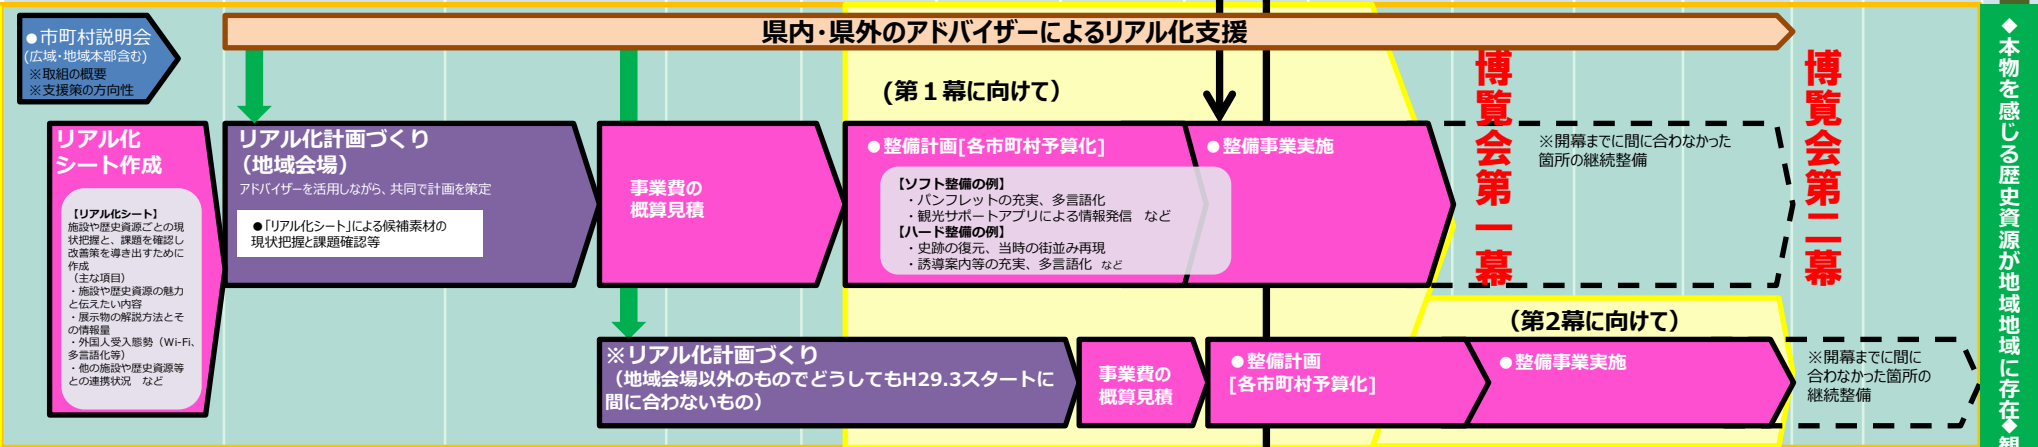 ●市町村説明会
(広域・地域本部含む)
※取組の概要
※支援策の方向性
県内・県外のアドバイザーによるリアル化支援
リアル化
シート作成
【リアル化シート】
施設や歴史資源ごとの現
状把握と、課題を確認し
改善策を導き出すために
作成
（主な項目）
・施設や歴史資源の魅力
と伝えたい内容
・展示物の解説方法とそ
の情報量
・外国人受入態勢（Wi-Fi、
多言語化等）
・他の施設や歴史資源等
との連携状況　など
リアル化計画づくり
（地域会場）
アドバイザーを活用しながら、共同で計画を策定
●「リアル化シート」による候補素材の
現状把握と課題確認等
事業費の
概算見積
(第１幕に向けて)
●整備計画[各市町村予算化]
【ソフト整備の例】
・パンフレットの充実、多言語化
・観光サポートアプリによる情報発信　など
【ハード整備の例】
・史跡の復元、当時の街並み再現
・誘導案内等の充実、多言語化　など
●整備事業実施
博覧会第一幕
※開幕までに間に合わなかった
箇所の継続整備
博覧会第二幕
※リアル化計画づくり
（地域会場以外のものでどうしてもH29.3スタートに
間に合わないもの）
事業費の
概算見積
（第2幕に向けて）
●整備計画
[各市町村予算化]
●整備事業実施
※開幕までに間に
合わなかった箇所の
継続整備
◆本物を感じる歴史資源が地域地域に存在◆